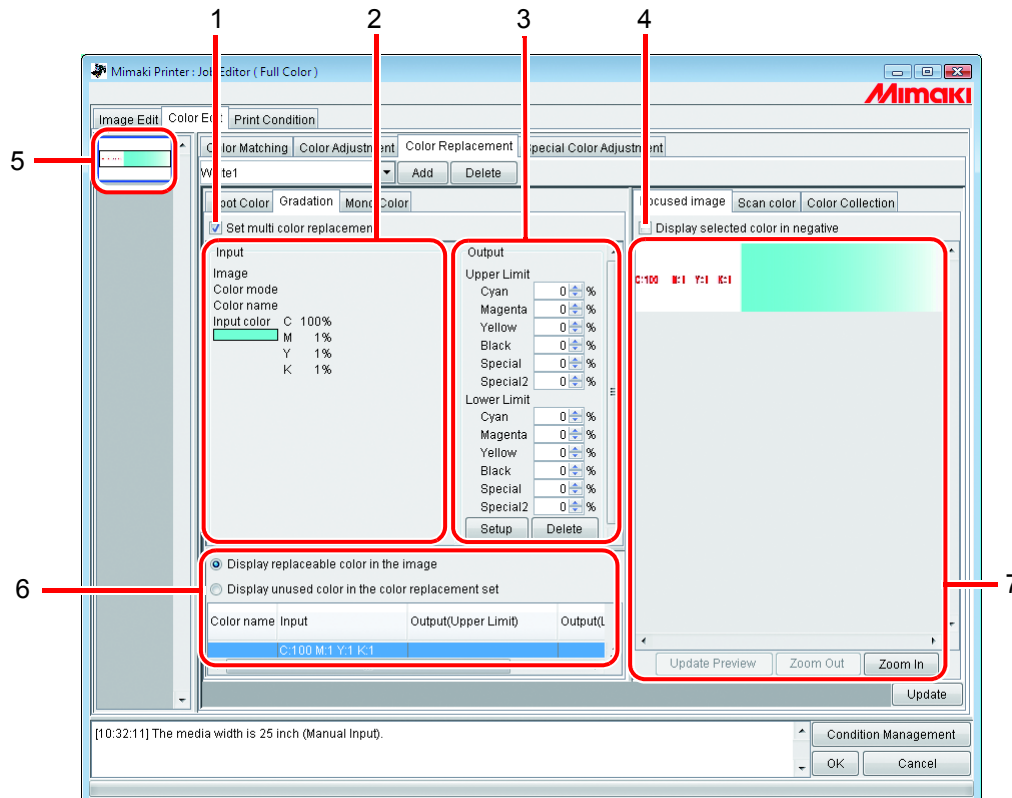 1 2 3 4
Mimaki Printer : Job Editor ( Full Color )
Mimaki
Image Edit Color Edit Print Condition
5
Color Matching Color Adjustment Color Replacement Special Color Adjustment
Add Delete
Spot Color Gradation Mono Color
Focused image Scan color Color Collection
Set multi color replacement
Display selected color in negative
Input
Output
Image
Upper Limit
Color mode
Cyan 0 %
Color name
Magenta 0 %
Input color C 100%
Yellow 0 %
M 1%
Black 0 %
Y 1%
Special 0 %
K 1%
Special2 0 %
C:100 M:1 Y:1 K:1
Lower Limit
Cyan 0 %
Magenta 0 %
Yellow 0 %
Black 0 %
Special 0 %
Special2 0 %
Setup Delete
6
7
Display replaceable color in the image
Display unused color in the color replacement set
Color name Input Output(Upper Limit) Output(L
C:100 M:1 Y:1 K:1
Update Preview Zoom Out Zoom In
Update
[10:32:11] The media width is 25 inch (Manual Input).
Condition Management
OK Cancel